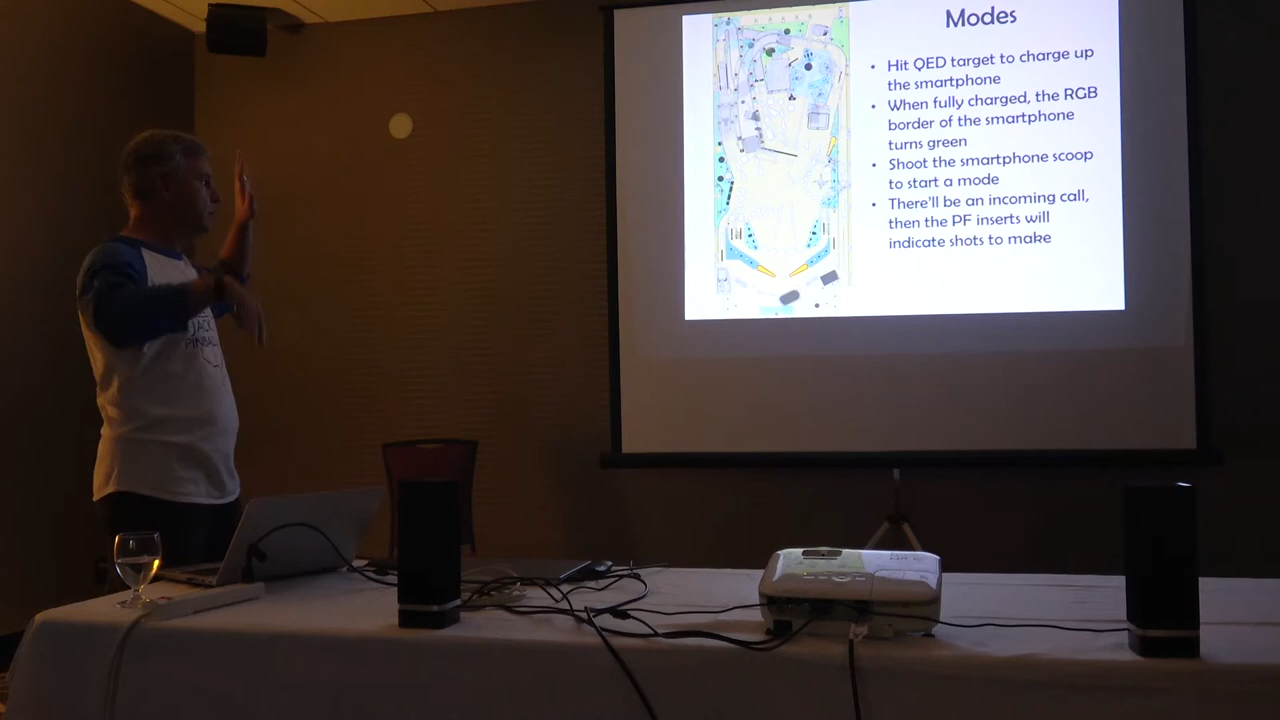 Modes
• Hit QED target to charge up
the smartphone
• When fully charged, the RGB
border of the smartphone
turns green
• Shoot the smartphone scoop
to start a mode
• There'll be an incoming call,
then the PF inserts will
indicate shots to make
JACK
PINBA